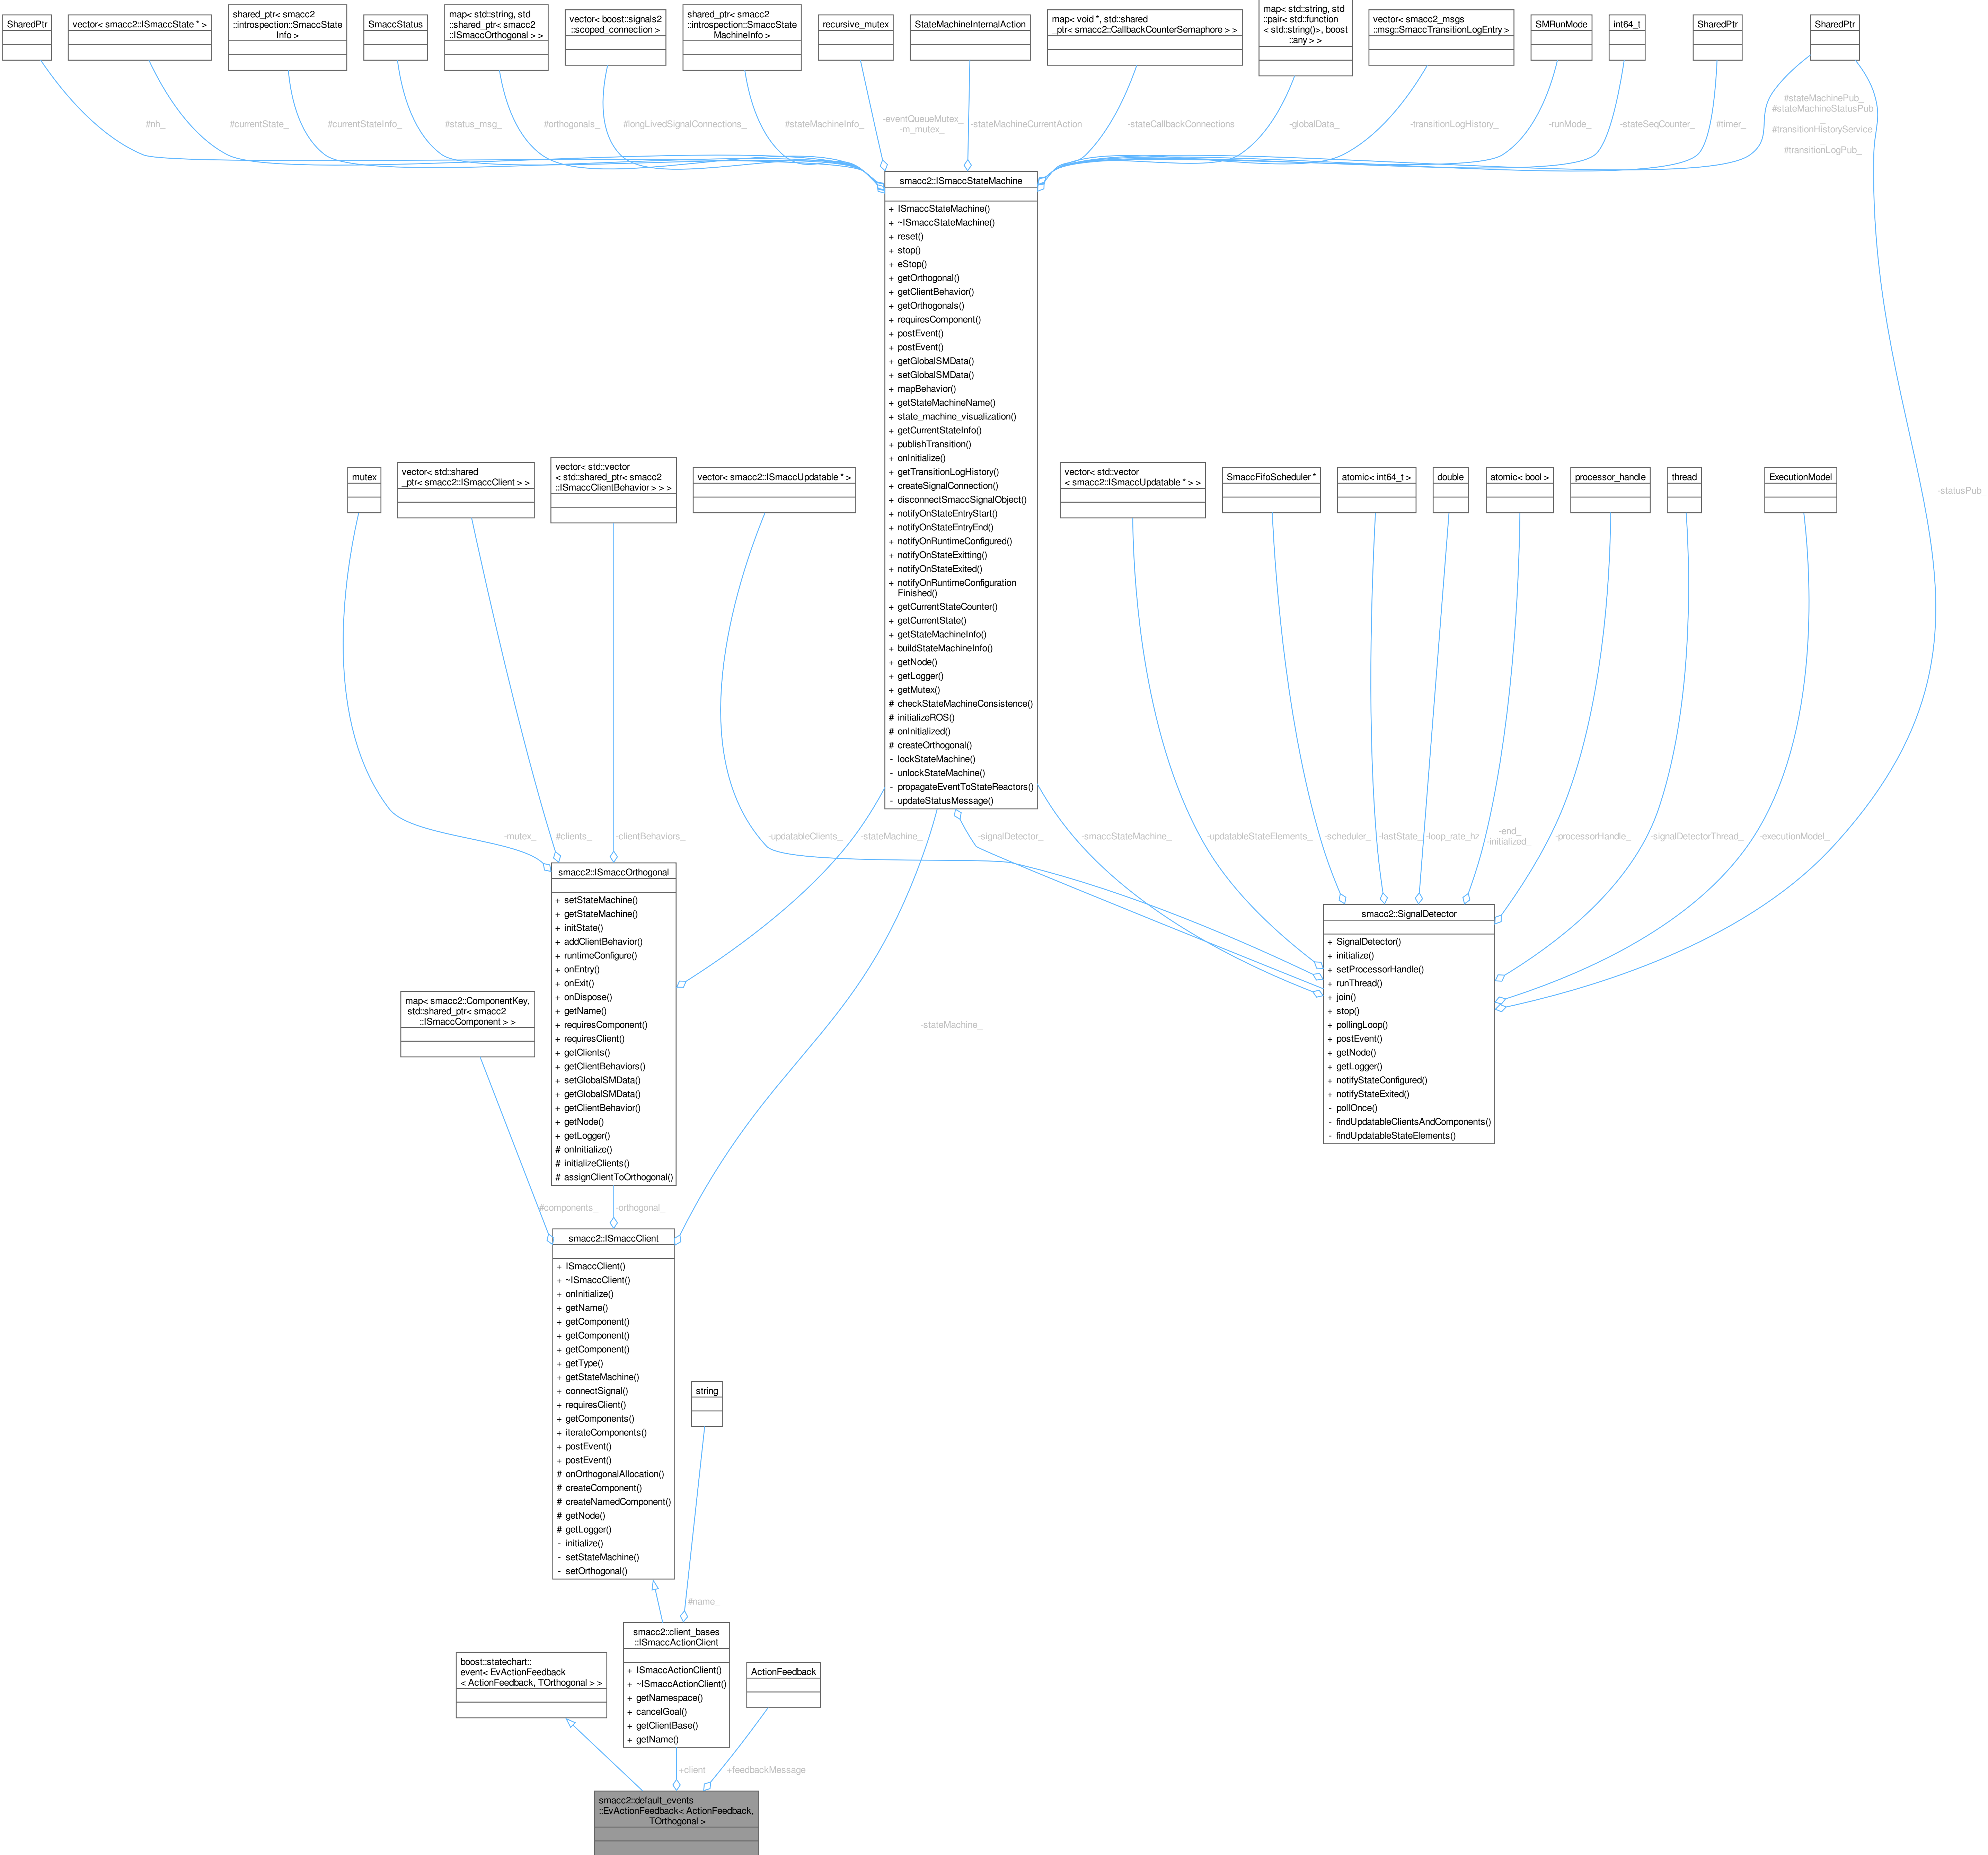 SharedPtr
vector< smacc2::ISmaccState * >
shared_ptr< smacc2
::introspection::SmaccState
Info >
SmaccStatus
map< std::string, std
::shared_ptr< smacc2
::ISmaccOrthogonal > >
vector< boost::signals2
::scoped_connection >
shared_ptr< smacc2
::introspection::SmaccState
MachineInfo >
recursive_mutex
StateMachineInternalAction
map< void *, std::shared
_ptr< smacc2::CallbackCounterSemaphore > >
map< std::string, std
::pair< std::function
< std::string()>, boost
::any > >
vector< smacc2_msgs
::msg::SmaccTransitionLogEntry >
SMRunMode
int64_t
SharedPtr
SharedPtr
#nh_
#currentState_
#currentStateInfo_
#status_msg_
#orthogonals_
#longLivedSignalConnections_
#stateMachineInfo_
-eventQueueMutex_
-m_mutex_
-stateMachineCurrentAction
-stateCallbackConnections
-globalData_
-transitionLogHistory_
-runMode_
-stateSeqCounter_
#timer_
#stateMachinePub_
#stateMachineStatusPub
_
#transitionHistoryService
_
#transitionLogPub_
smacc2::ISmaccStateMachine
+ ISmaccStateMachine()
+ ~ISmaccStateMachine()
+ reset()
+ stop()
+ eStop()
+ getOrthogonal()
+ getClientBehavior()
+ getOrthogonals()
+ requiresComponent()
+ postEvent()
+ postEvent()
+ getGlobalSMData()
+ setGlobalSMData()
+ mapBehavior()
+ getStateMachineName()
+ state_machine_visualization()
+ getCurrentStateInfo()
+ publishTransition()
+ onInitialize()
+ getTransitionLogHistory()
+ createSignalConnection()
+ disconnectSmaccSignalObject()
+ notifyOnStateEntryStart()
+ notifyOnStateEntryEnd()
+ notifyOnRuntimeConfigured()
+ notifyOnStateExitting()
+ notifyOnStateExited()
+ notifyOnRuntimeConfiguration
Finished()
+ getCurrentStateCounter()
+ getCurrentState()
+ getStateMachineInfo()
+ buildStateMachineInfo()
+ getNode()
+ getLogger()
+ getMutex()
# checkStateMachineConsistence()
# initializeROS()
# onInitialized()
# createOrthogonal()
- lockStateMachine()
- unlockStateMachine()
- propagateEventToStateReactors()
- updateStatusMessage()
mutex
vector< std::shared
_ptr< smacc2::ISmaccClient > >
vector< std::vector
< std::shared_ptr< smacc2
::ISmaccClientBehavior > > >
vector< smacc2::ISmaccUpdatable * >
vector< std::vector
< smacc2::ISmaccUpdatable * > >
SmaccFifoScheduler *
atomic< int64_t >
double
atomic< bool >
processor_handle
thread
ExecutionModel
-statusPub_
-mutex_
#clients_
-clientBehaviors_
-updatableClients_
-stateMachine_
-signalDetector_
-smaccStateMachine_
-updatableStateElements_
-scheduler_
-lastState_
-loop_rate_hz
-end_
-initialized_
-processorHandle_
-signalDetectorThread_
-executionModel_
smacc2::ISmaccOrthogonal
+ setStateMachine()
+ getStateMachine()
+ initState()
+ addClientBehavior()
+ runtimeConfigure()
+ onEntry()
+ onExit()
+ onDispose()
+ getName()
+ requiresComponent()
+ requiresClient()
+ getClients()
+ getClientBehaviors()
+ setGlobalSMData()
+ getGlobalSMData()
+ getClientBehavior()
+ getNode()
+ getLogger()
# onInitialize()
# initializeClients()
# assignClientToOrthogonal()
smacc2::SignalDetector
+ SignalDetector()
+ initialize()
+ setProcessorHandle()
+ runThread()
+ join()
+ stop()
+ pollingLoop()
+ postEvent()
+ getNode()
+ getLogger()
+ notifyStateConfigured()
+ notifyStateExited()
- pollOnce()
- findUpdatableClientsAndComponents()
- findUpdatableStateElements()
map< smacc2::ComponentKey,
std::shared_ptr< smacc2
::ISmaccComponent > >
-stateMachine_
#components_
-orthogonal_
smacc2::ISmaccClient
+ ISmaccClient()
+ ~ISmaccClient()
+ onInitialize()
+ getName()
+ getComponent()
+ getComponent()
+ getComponent()
+ getType()
+ getStateMachine()
+ connectSignal()
+ requiresClient()
+ getComponents()
+ iterateComponents()
+ postEvent()
+ postEvent()
# onOrthogonalAllocation()
# createComponent()
# createNamedComponent()
# getNode()
# getLogger()
- initialize()
- setStateMachine()
- setOrthogonal()
string
#name_
boost::statechart::
event< EvActionFeedback
< ActionFeedback, TOrthogonal > >
smacc2::client_bases
::ISmaccActionClient
+ ISmaccActionClient()
+ ~ISmaccActionClient()
+ getNamespace()
+ cancelGoal()
+ getClientBase()
+ getName()
ActionFeedback
+client
+feedbackMessage
smacc2::default_events
::EvActionFeedback< ActionFeedback,
TOrthogonal >